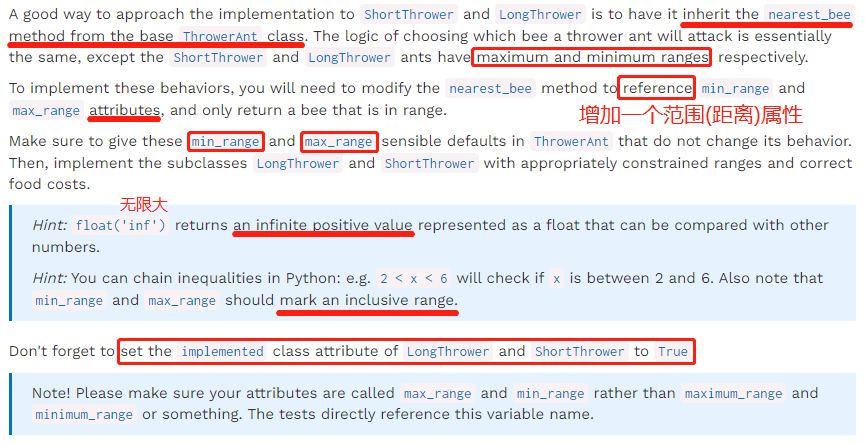 A good way to approach the implementation to ShortThrower and LongThrower is to have it inherit the nearest_bee
method from the base ThrowerAnt class. The logic of choosing which bee a thrower ant will attack is essentially
the same, except the ShortThrower and LongThrower ants have maximum and minimum ranges respectively.
To implement these behaviors, you will need to modify the nearest_bee method to reference min_range and
max_range attributes, and only return a bee that is in range.
增加一个范围(距离)属性
Make sure to give these min_range and max_range sensible defaults in ThrowerAnt that do not change its behavior.
Then, implement the subclasses LongThrower and ShortThrower with appropriately constrained ranges and correct
food costs.
无限大
Hint: float('inf') returns an infinite positive value represented as a float that can be compared with other
numbers.
Hint: You can chain inequalities in Python: e.g. 2 < x < 6 will check if x is between 2 and 6. Also note that
min_range and max_range should mark an inclusive range.
Don't forget to set the implemented class attribute of LongThrower and ShortThrower to True
Note! Please make sure your attributes are called max_range and min_range rather than maximum_range and
minimum_range or something. The tests directly reference this variable name.